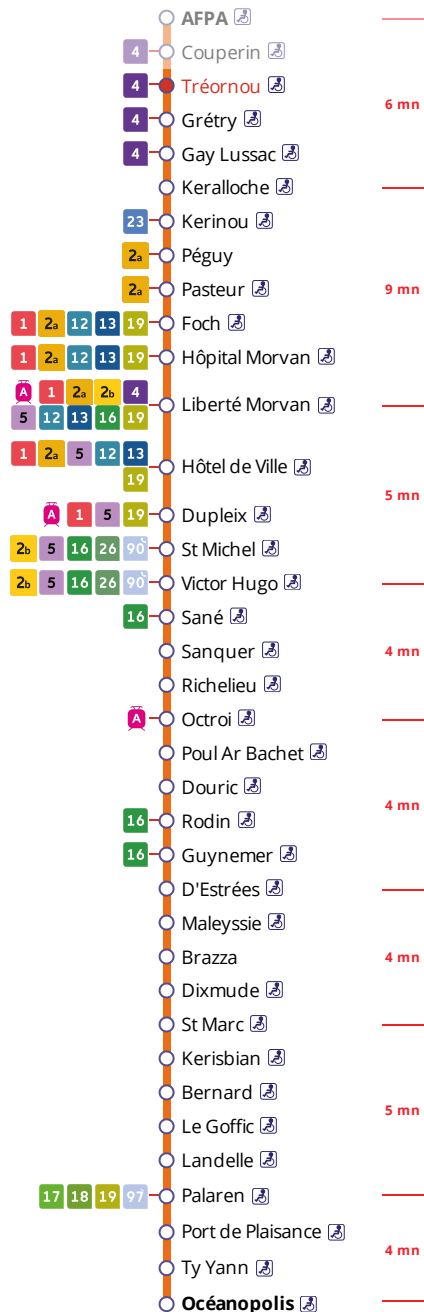 AFPA
4 Couperin
4 Tréornou
6 mn
4 Grétry
4 Gay Lussac
Keralloche
23 Kerinou
2a Péguy
2a Pasteur
9 mn
1 2a 12 13 19 Foch
1 2a 12 13 19 Hôpital Morvan
A 1 2a 2b 4
Liberté Morvan
5 12 13 16 19
1 2a 5 12 13
Hôtel de Ville
19
5 mn
A 1 5 19 Dupleix
2b 5 16 26 90 St Michel
2b 5 16 26 90 Victor Hugo
16 Sané
Sanquer
4 mn
Richelieu
A Octroi
Poul Ar Bachet
Douric
4 mn
16 Rodin
16 Guynemer
D'Estrées
Maleyssie
Brazza
4 mn
Dixmude
St Marc
Kerisbian
Bernard
5 mn
Le Goffic
Landelle
17 18 19 97 Palaren
Port de Plaisance
4 mn
Ty Yann
Océanopolis